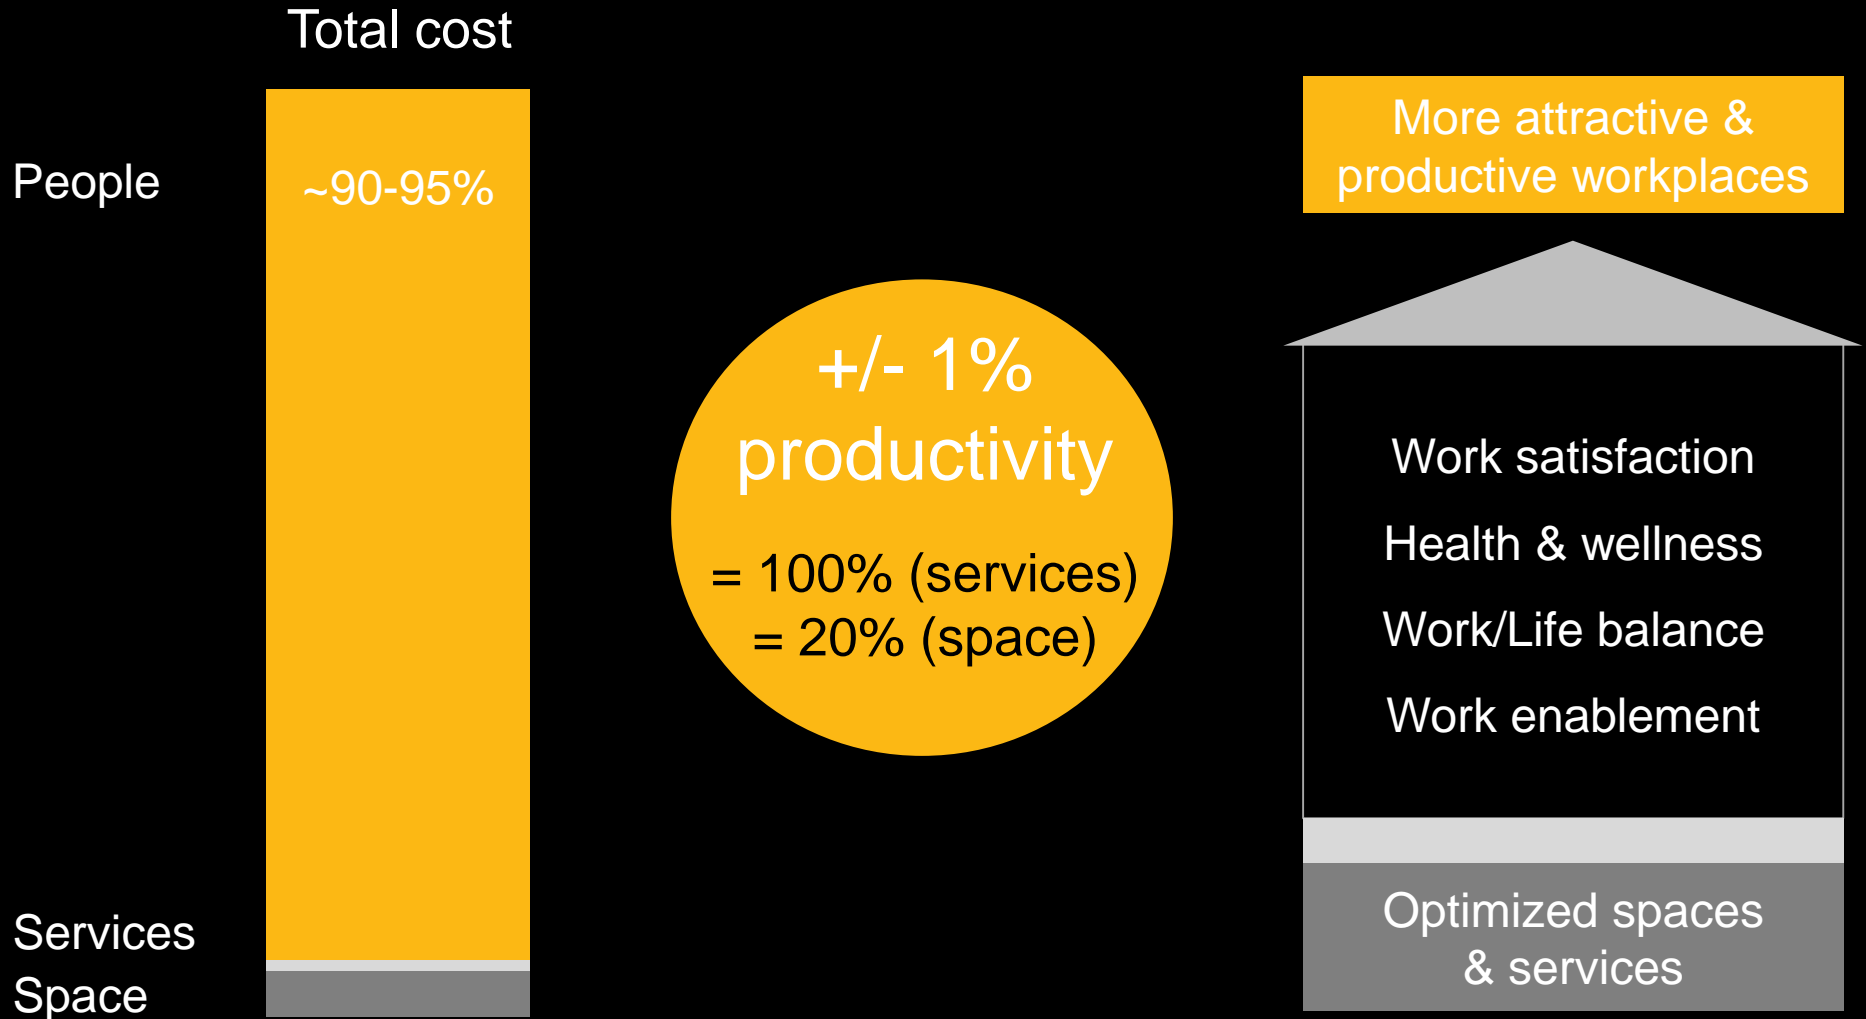 Total cost
People
~90-95%
Services
Space
+/- 1%
productivity
= 100% (services)
= 20% (space)
More attractive &
productive workplaces
Work satisfaction
Health & wellness
Work/Life balance
Work enablement
Optimized spaces
& services